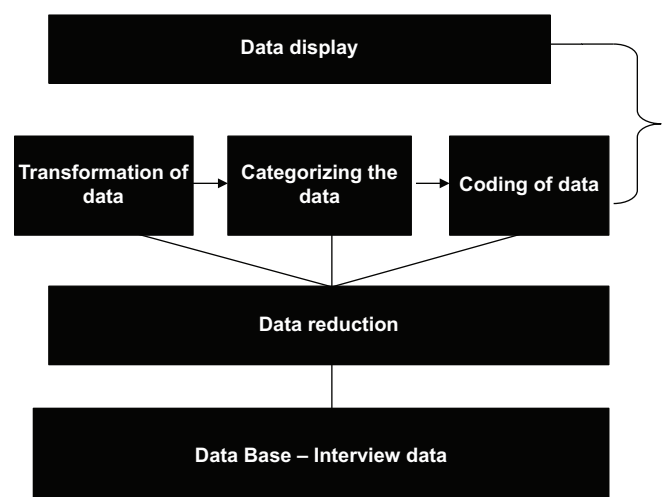 Data display
Transformation of
data
Categorizing the
data
Coding of data
Data reduction
Data Base – Interview data